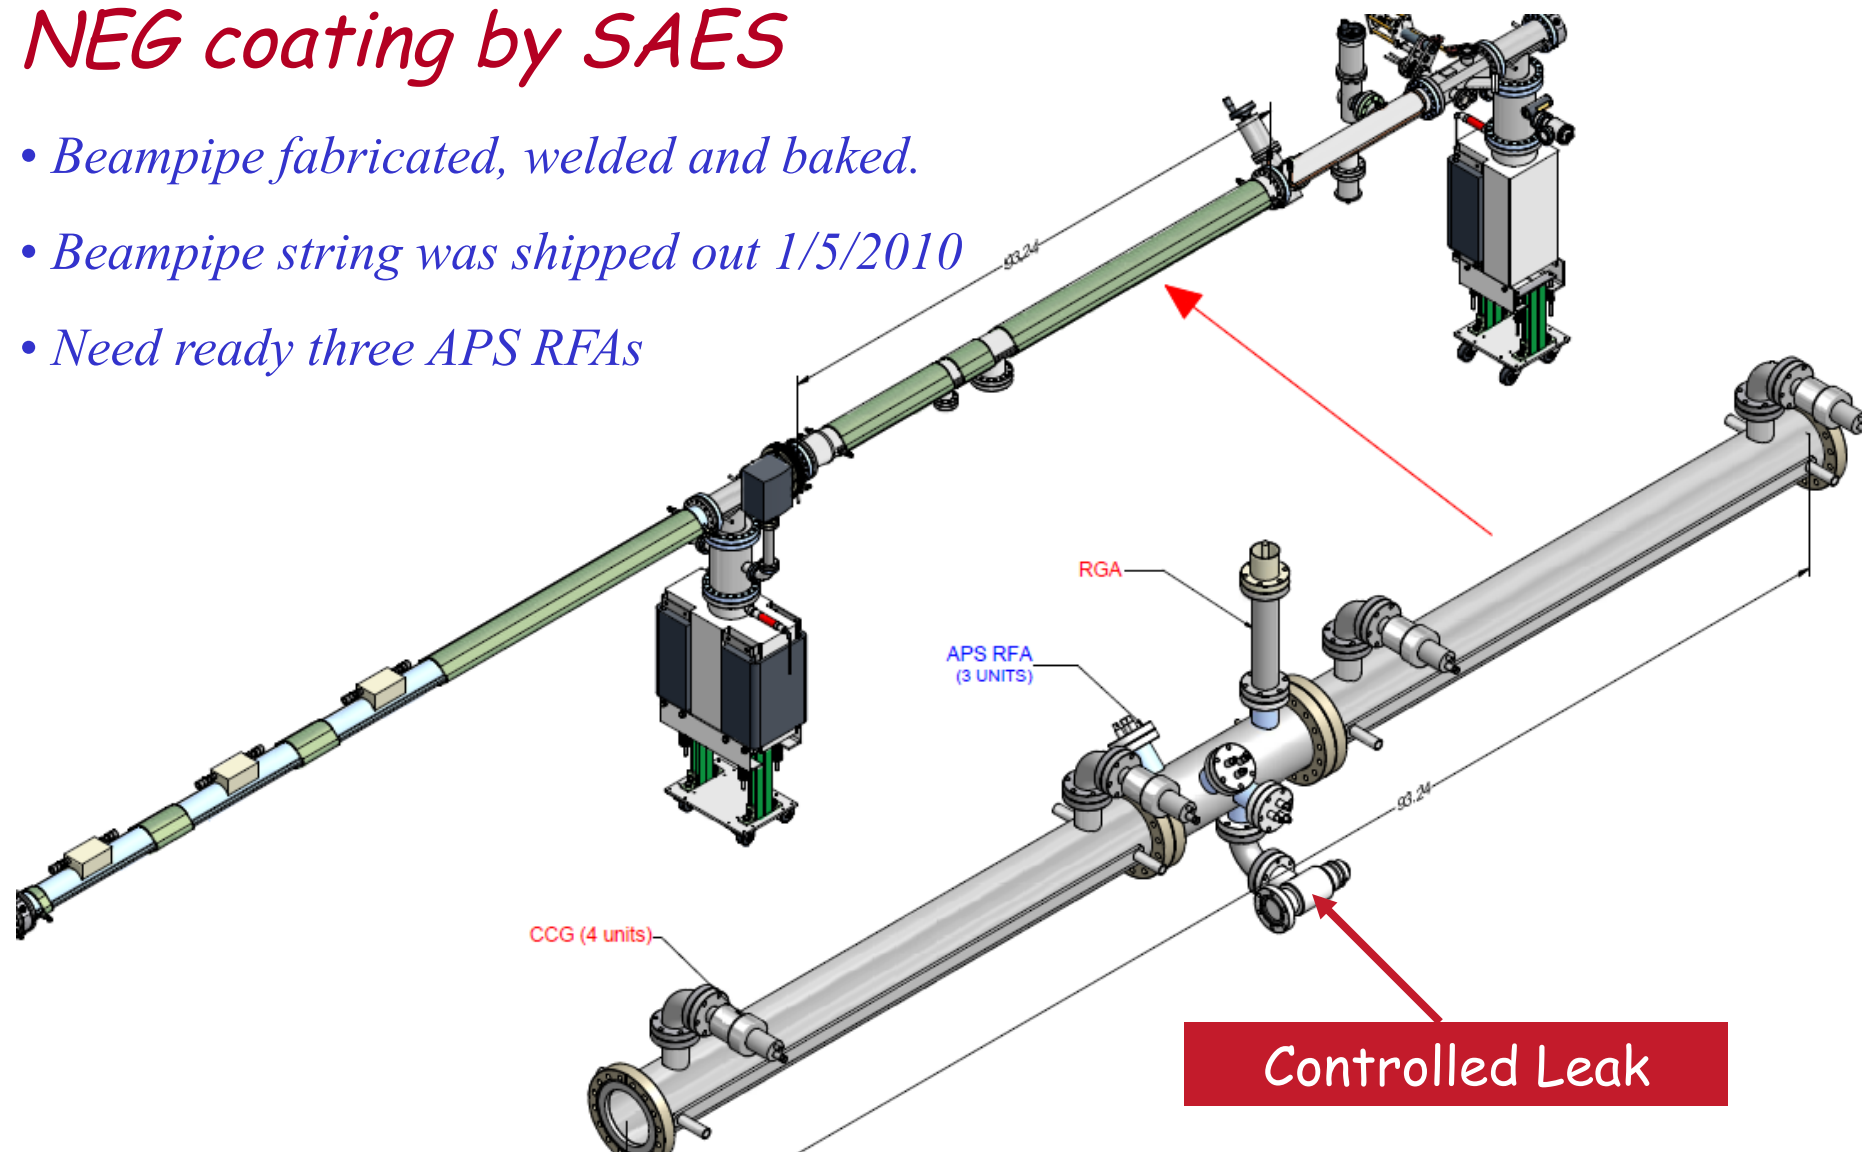 NEG coating by SAES
• Beampipe fabricated, welded and baked.
• Beampipe string was shipped out 1/5/2010
• Need ready three APS RFAs
93.24
RGA
APS RFA
(3 UNITS)
93.24
CCG (4 units)
Controlled Leak